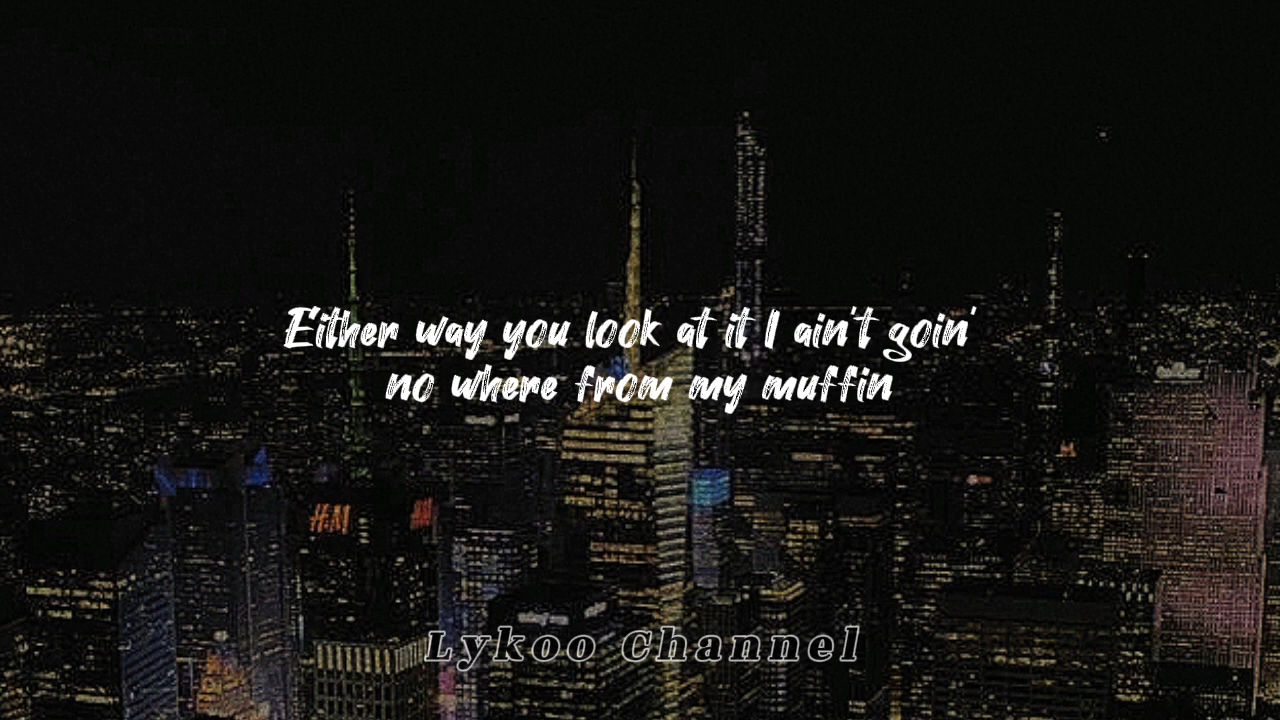 Either way you look at it I ain't goin'
no where from my muffin
H&M
Lykoo Channel